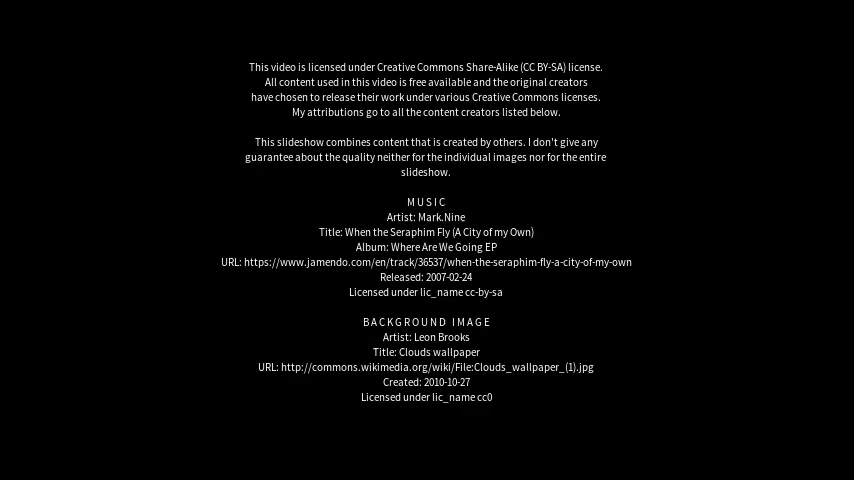 This video is licensed under Creative Commons Share-Alike (CC BY-SA) license.
All content used in this video is free available and the original creators
have chosen to release their work under various Creative Commons licenses.
My attributions go to all the content creators listed below.
This slideshow combines content that is created by others. I don't give any
guarantee about the quality neither for the individual images nor for the entire
slideshow.
M U S I C
Artist: Mark.Nine
Title: When the Seraphim Fly (A City of my Own)
Album: Where Are We Going EP
URL: https://www.jamendo.com/en/track/36537/when-the-seraphim-fly-a-city-of-my-own
Released: 2007-02-24
Licensed under lic_name cc-by-sa
B A C K G R O U N D   I M A G E
Artist: Leon Brooks
Title: Clouds wallpaper
URL: http://commons.wikimedia.org/wiki/File:Clouds_wallpaper_(1).jpg
Created: 2010-10-27
Licensed under lic_name cc0